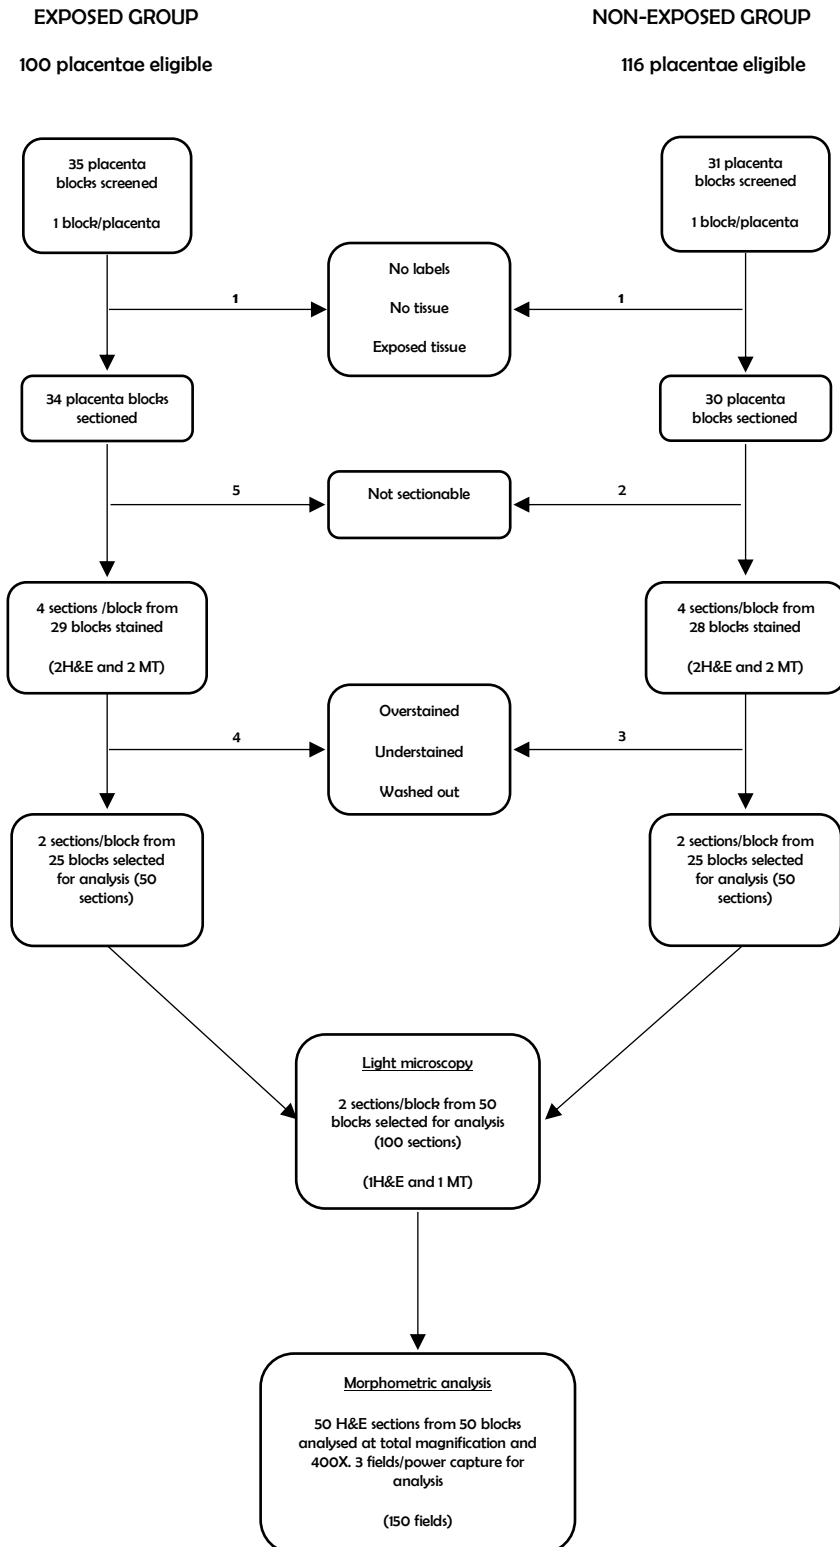 EXPOSED GROUP
NON-EXPOSED GROUP
100 placentae eligible
116 placentae eligible
35 placenta
blocks screened
1 block/placenta
31 placenta
blocks screened
1 block/placenta
No labels
No tissue
Exposed tissue
1
1
34 placenta blocks
sectioned
30 placenta
blocks sectioned
5
Not sectionable
2
4 sections /block from
29 blocks stained
(2H&E and 2 MT)
4 sections/block from
28 blocks stained
(2H&E and 2 MT)
Overstained
Understained
Washed out
4
3
2 sections/block from
25 blocks selected
for analysis (50
sections)
2 sections/block from
25 blocks selected
for analysis (50
sections)
Light microscopy
2 sections/block from 50
blocks selected for analysis
(100 sections)
(1H&E and 1 MT)
Morphometric analysis
50 H&E sections from 50 blocks
analysed at total magnification and
400X. 3 fields/power capture for
analysis
(150 fields)